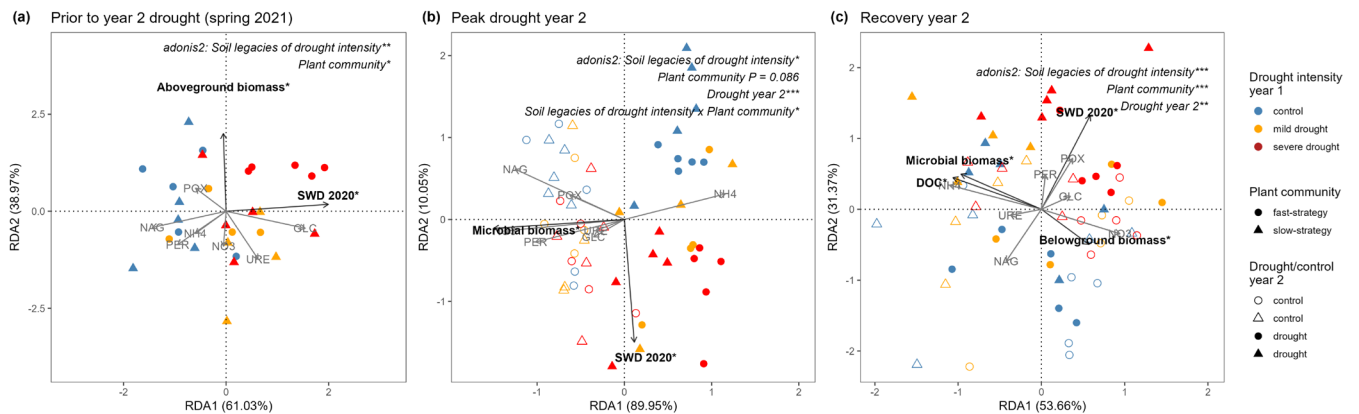 (a) Prior to year 2 drought (spring 2021)
adonis2: Soil legacies of drought intensity**
Plant community*
Aboveground biomass*
POX
SWD 2020*
NAG
NH4
PER
NO3
GLC
URE
2.5
0.0
-2.5
-2
0
2
RDA2 (38.97%)
RDA1 (61.03%)
(b) Peak drought year 2
adonis2: Soil legacies of drought intensity*
Plant community P = 0.086
Drought year 2***
Soil legacies of drought intensity x Plant community*
NAG
POX
NH4
Microbial biomass*
URE
GLC
PER
SWD 2020*
2
1
0
-1
-1
0
1
2
RDA2 (10.05%)
RDA1 (89.95%)
(c) Recovery year 2
adonis2: Soil legacies of drought intensity***
Plant community***
Drought year 2**
SWD 2020*
POX
Microbial biomass*
PER
DOC*
GLC
URE
Belowground biomass*
NAG
2
1
0
-1
-2
-2
-1
0
1
2
RDA2 (31.37%)
RDA1 (53.66%)
Drought intensity
year 1
control
mild drought
severe drought
Plant community
fast-strategy
slow-strategy
Drought/control
year 2
control
control
drought
drought